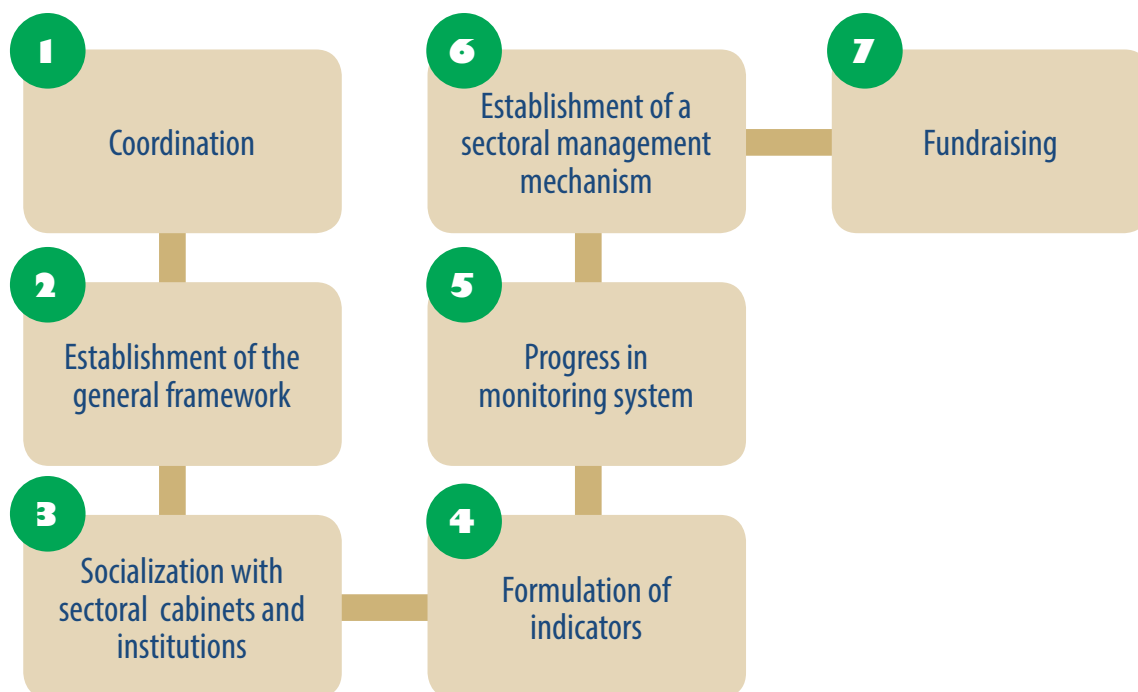 1
Coordination
2
Establishment of the
general framework
3
Socialization with
sectoral cabinets and
institutions
4
Formulation of
indicators
5
Progress in
monitoring system
6
Establishment of a
sectoral management
mechanism
7
Fundraising